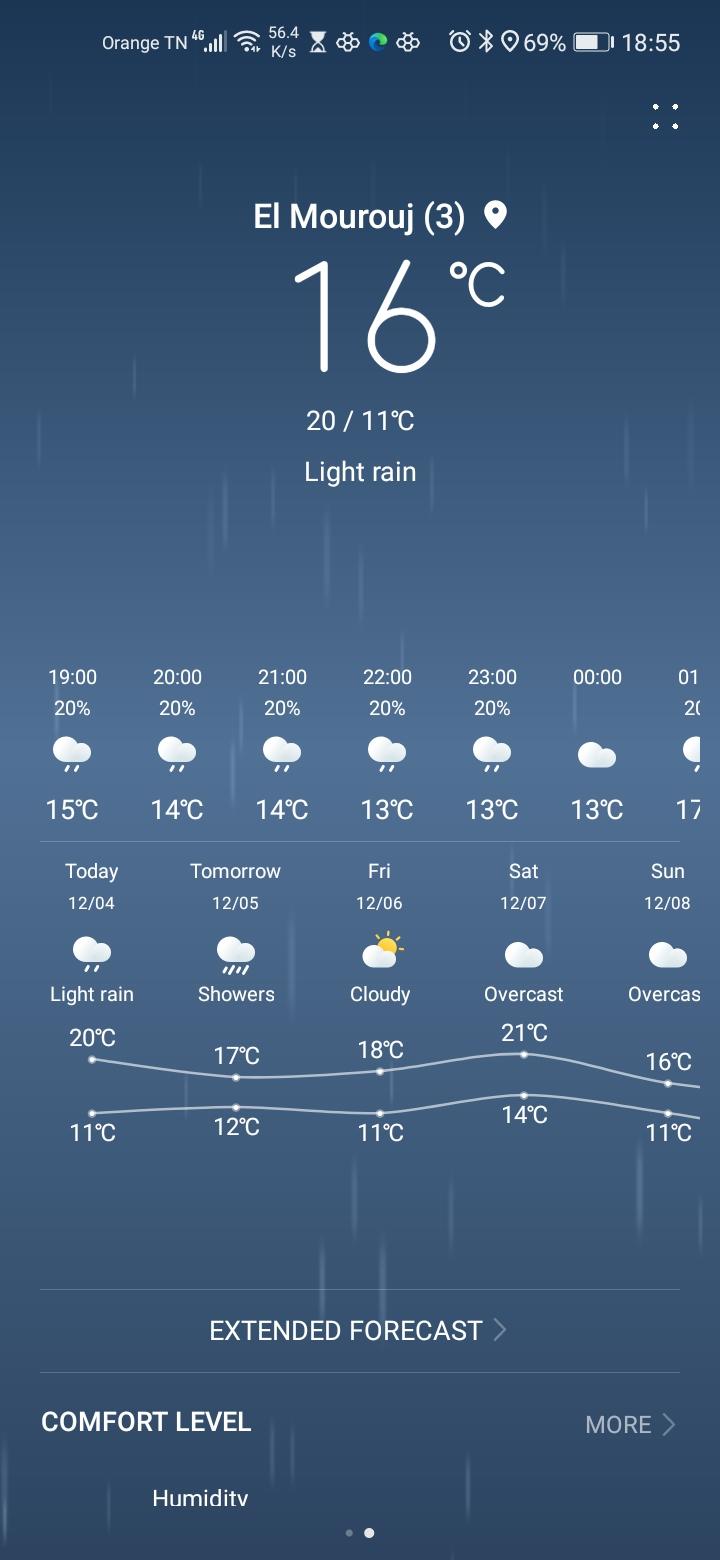 Orange TN 4G 56.4 K/s 69% 18:55
El Mourouj (3)
16°C
20 / 11°C
Light rain
19:00 20:00 21:00 22:00 23:00 00:00 01
20% 20% 20% 20% 20% 20
15°C 14°C 14°C 13°C 13°C 13°C 17
Today Tomorrow Fri Sat Sun
12/04 12/05 12/06 12/07 12/08
Light rain Showers Cloudy Overcast Overcas
20°C 17°C 18°C 21°C 16°C
11°C 12°C 11°C 14°C 11°C
EXTENDED FORECAST
COMFORT LEVEL MORE
Humidity